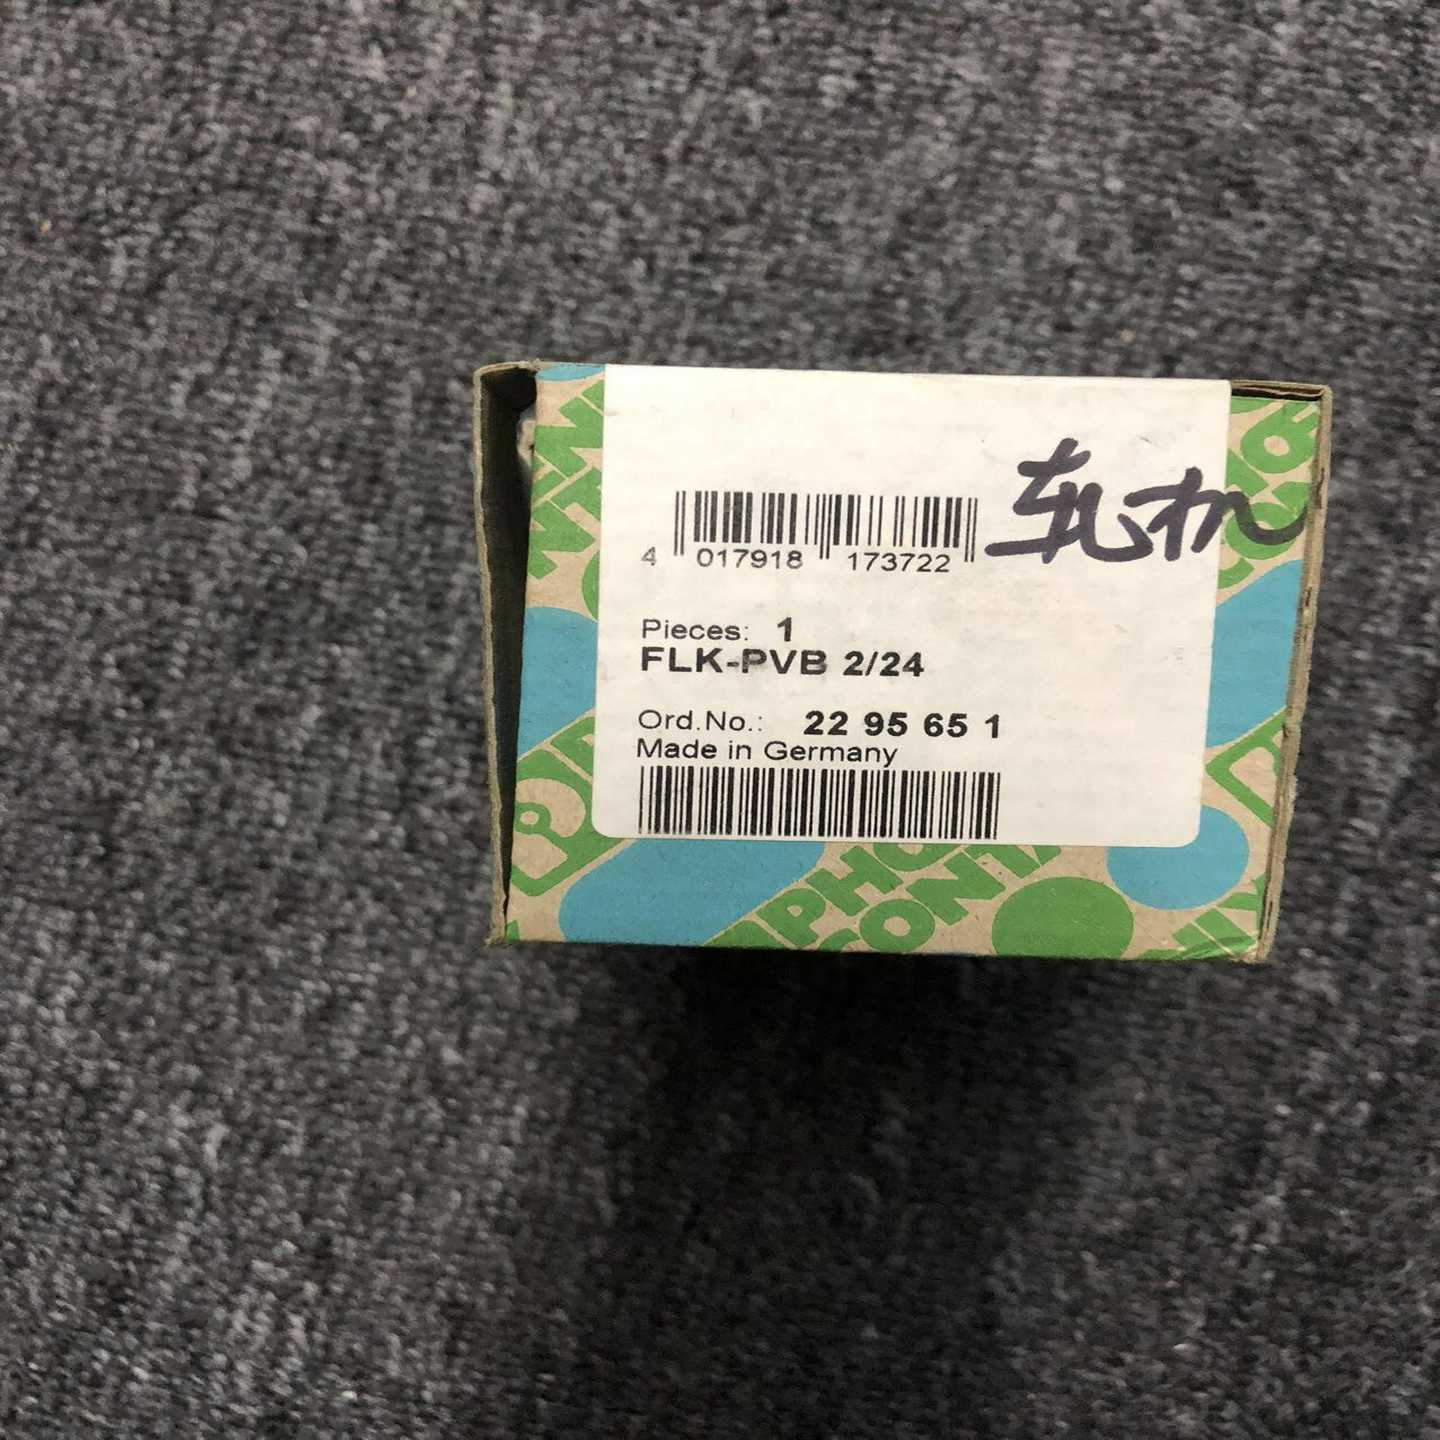 轧机
4 017918 173722
Pieces: 1
FLK-PVB 2/24
Ord.No.: 22 95 65 1
Made in Germany